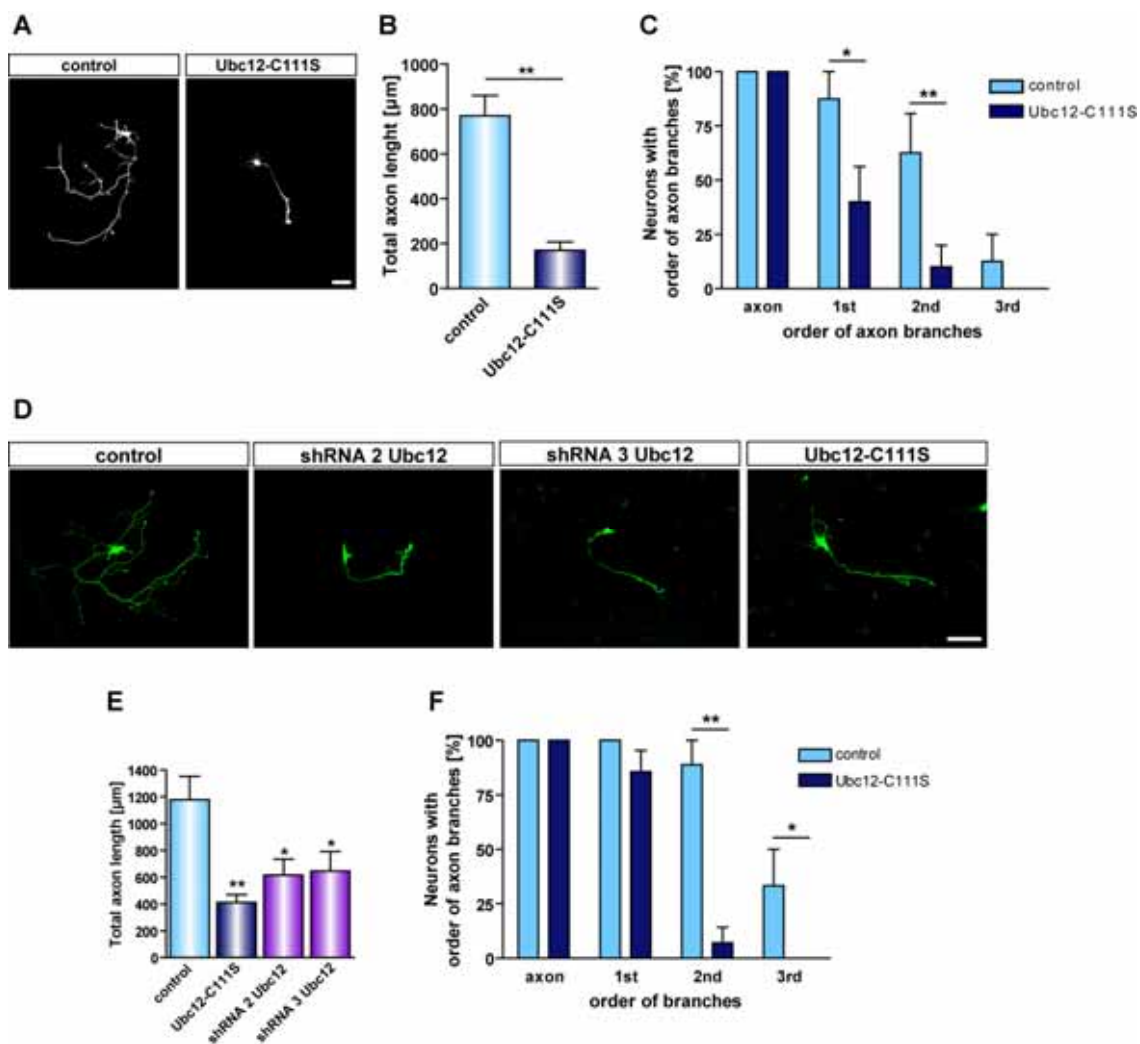 A
control
Ubc12-C111S
B
Total axon lenght [µm]
1000
800
600
400
200
0
**
control
Ubc12-C111S
C
Neurons with
order of axon branches [%]
100
75
50
25
0
*
**
control
Ubc12-C111S
axon 1st 2nd 3rd
order of axon branches
D
control
shRNA 2 Ubc12
shRNA 3 Ubc12
Ubc12-C111S
E
Total axon length [µm]
1400
1200
1000
800
600
400
200
0
**
*
*
control
Ubc12-C111S
shRNA 2 Ubc12
shRNA 3 Ubc12
F
Neurons with
order of axon branches [%]
100
75
50
25
0
**
*
control
Ubc12-C111S
axon 1st 2nd 3rd
order of branches